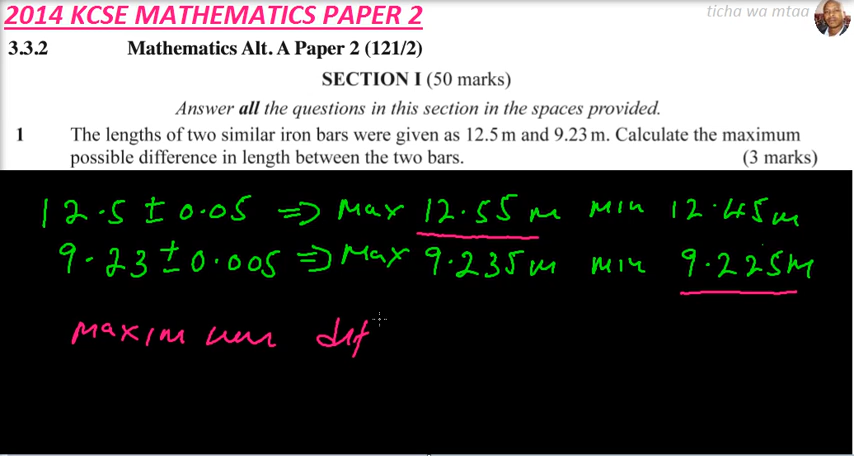 2014 KCSE MATHEMATICS PAPER 2
ticha wa mtaa
3.3.2 Mathematics Alt. A Paper 2 (121/2)
SECTION I (50 marks)
Answer all the questions in this section in the spaces provided.
1 The lengths of two similar iron bars were given as 12.5 m and 9.23 m. Calculate the maximum
possible difference in length between the two bars. (3 marks)
12.5 ± 0.05 => Max 12.55m min 12.45m
9.23 ± 0.005 => Max 9.235m min 9.225m
maximum dif